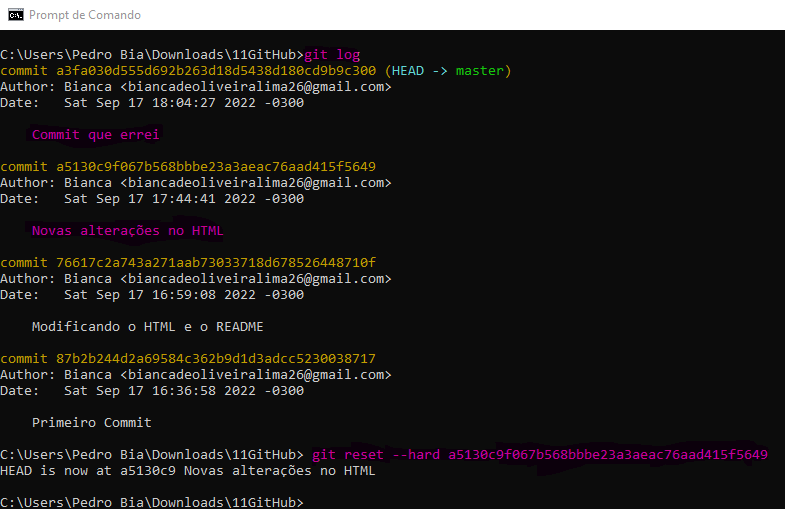 Prompt de Comando
C:\Users\Pedro Bia\Downloads\11GitHub>git log
commit a3fa030d555d692b263d18d5438d180cd9b9c300 (HEAD -> master)
Author: Bianca <biancadeoliveiralima26@gmail.com>
Date:   Sat Sep 17 18:04:27 2022 -0300
Commit que errei
commit a5130c9f067b568bbbe23a3aeac76aad415f5649
Author: Bianca <biancadeoliveiralima26@gmail.com>
Date:   Sat Sep 17 17:44:41 2022 -0300
Novas alterações no HTML
commit 76617c2a743a271aab73033718d678526448710f
Author: Bianca <biancadeoliveiralima26@gmail.com>
Date:   Sat Sep 17 16:59:08 2022 -0300
Modificando o HTML e o README
commit 87b2b244d2a69584c362b9d1d3adcc5230038717
Author: Bianca <biancadeoliveiralima26@gmail.com>
Date:   Sat Sep 17 16:36:58 2022 -0300
Primeiro Commit
C:\Users\Pedro Bia\Downloads\11GitHub> git reset --hard a5130c9f067b568bbbe23a3aeac76aad415f5649
HEAD is now at a5130c9 Novas alterações no HTML
C:\Users\Pedro Bia\Downloads\11GitHub>